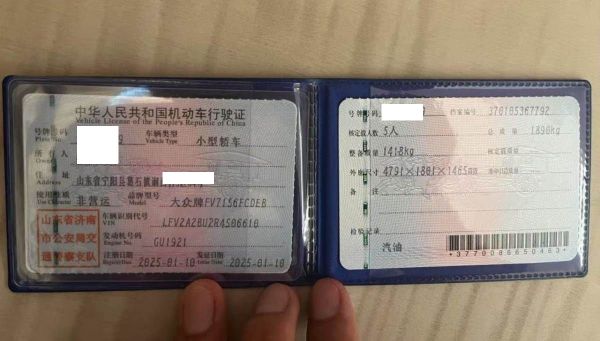 中华人民共和国机动车行驶证
Vehicle License of the People's Republic of China
号牌号码
Plate No.
车辆类型
Vehicle Type
小型轿车
所有人
Owner
住址
Address
山东省宁阳县葛石镇
使用性质
Use Character
非营运
品牌型号
Model
大众牌FV7156FCDEB
山东省济南
市公安局交
通警察支队
车辆识别代号
VIN
LFV2A2BU2R4506610
发动机号码
Engine No.
GU1921
注册日期
Register Date
2025-01-10
发证日期
Issue Date
2025-01-10
号牌号码
档案编号
370105367792
核定载人数
5人
总质量
1890kg
整备质量
1418kg
核定载质量
外廓尺寸
4791×1801×1465
备注
检验记录
汽油